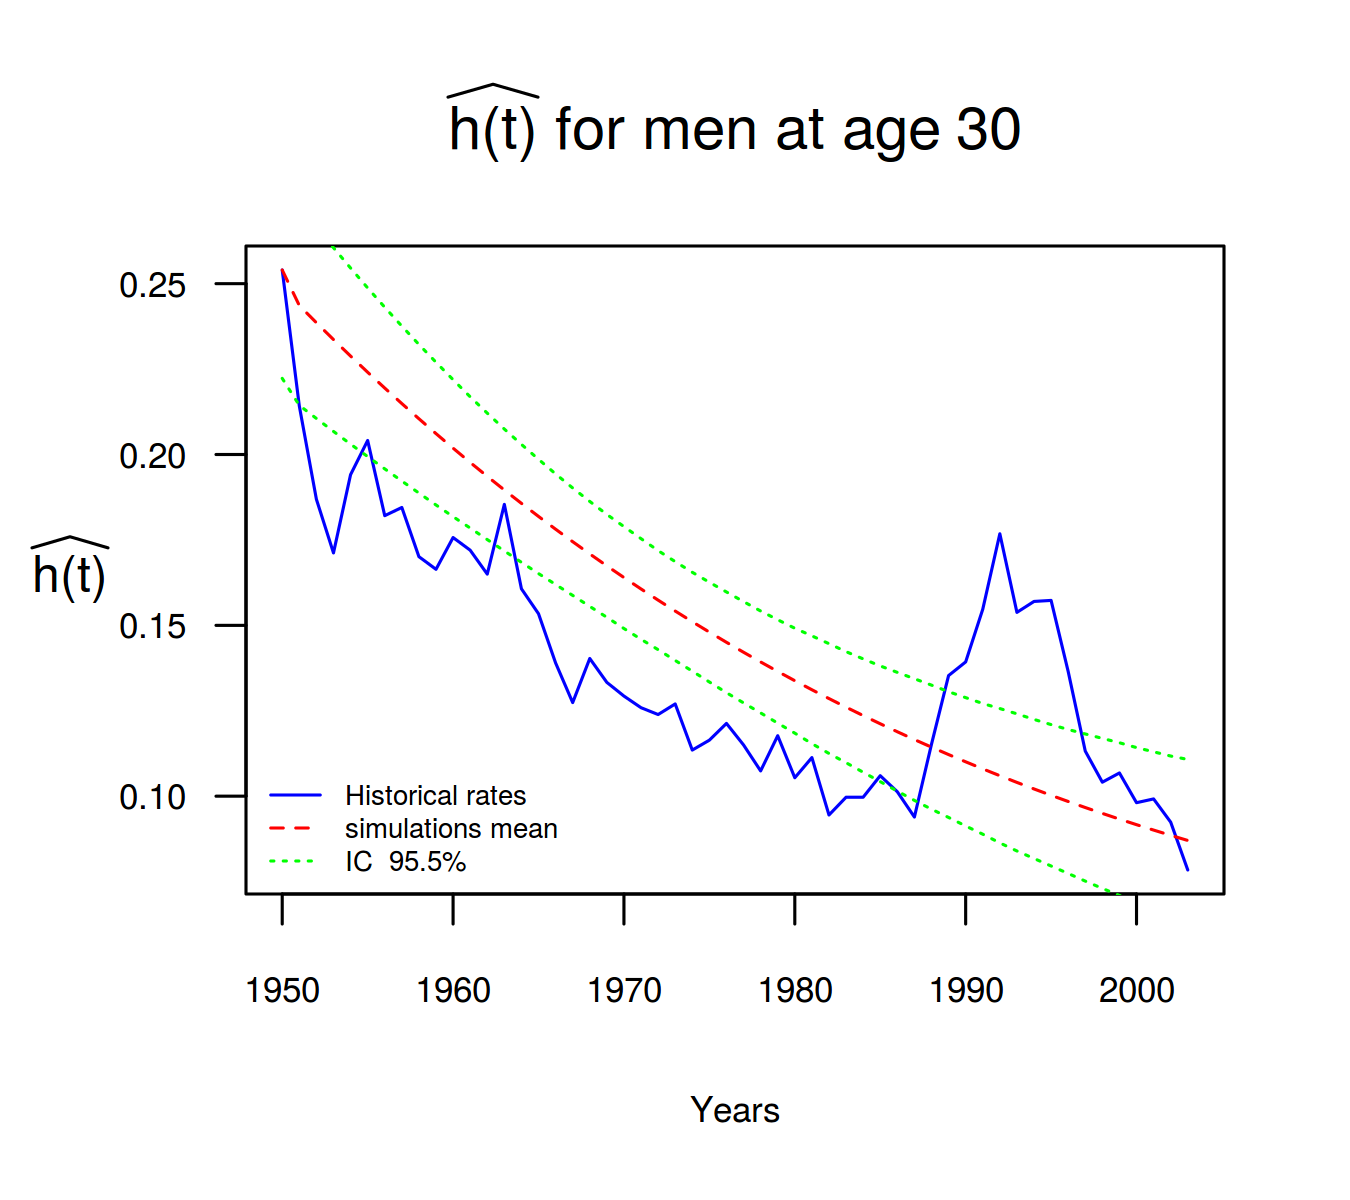 h(t) for men at age 30
h(t)
0.25
0.20
0.15
0.10
Historical rates
simulations mean
IC 95.5%
1950 1960 1970 1980 1990 2000
Years